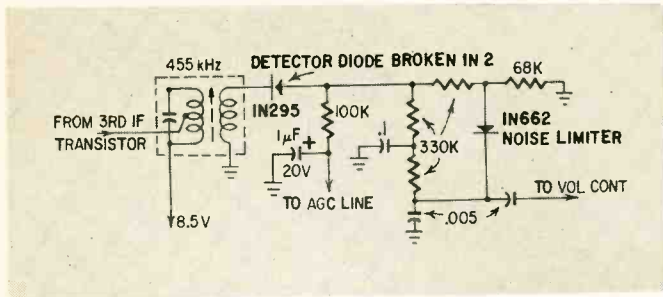 455 kHz
DETECTOR DIODE BROKEN IN 2
IN295
FROM 3RD IF
TRANSISTOR
8.5V
100K
1µF +
20V
TO AGC LINE
.1
330K
68K
IN662
NOISE LIMITER
.005
TO VOL CONT